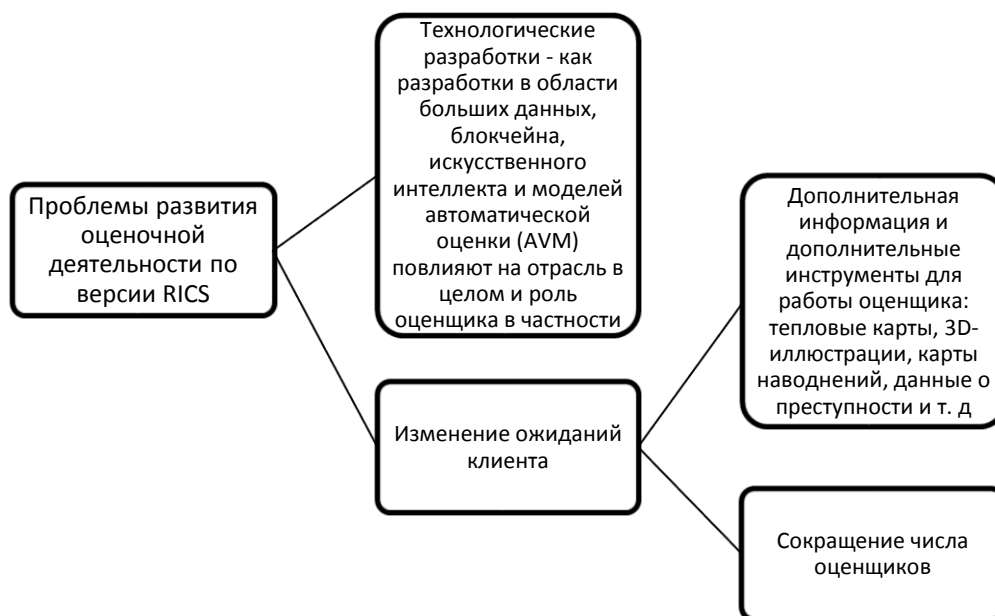 Проблемы развития
оценочной
деятельности по
версии RICS
Технологические
разработки - как
разработки в области
больших данных,
блокчейна,
искусственного
интеллекта и моделей
автоматической
оценки (AVM)
повлияют на отрасль в
целом и роль
оценщика в частности
Изменение ожиданий
клиента
Дополнительная
информация и
дополнительные
инструменты для
работы оценщика:
тепловые карты, 3D-
иллюстрации, карты
наводнений, данные о
преступности и т. д
Сокращение числа
оценщиков